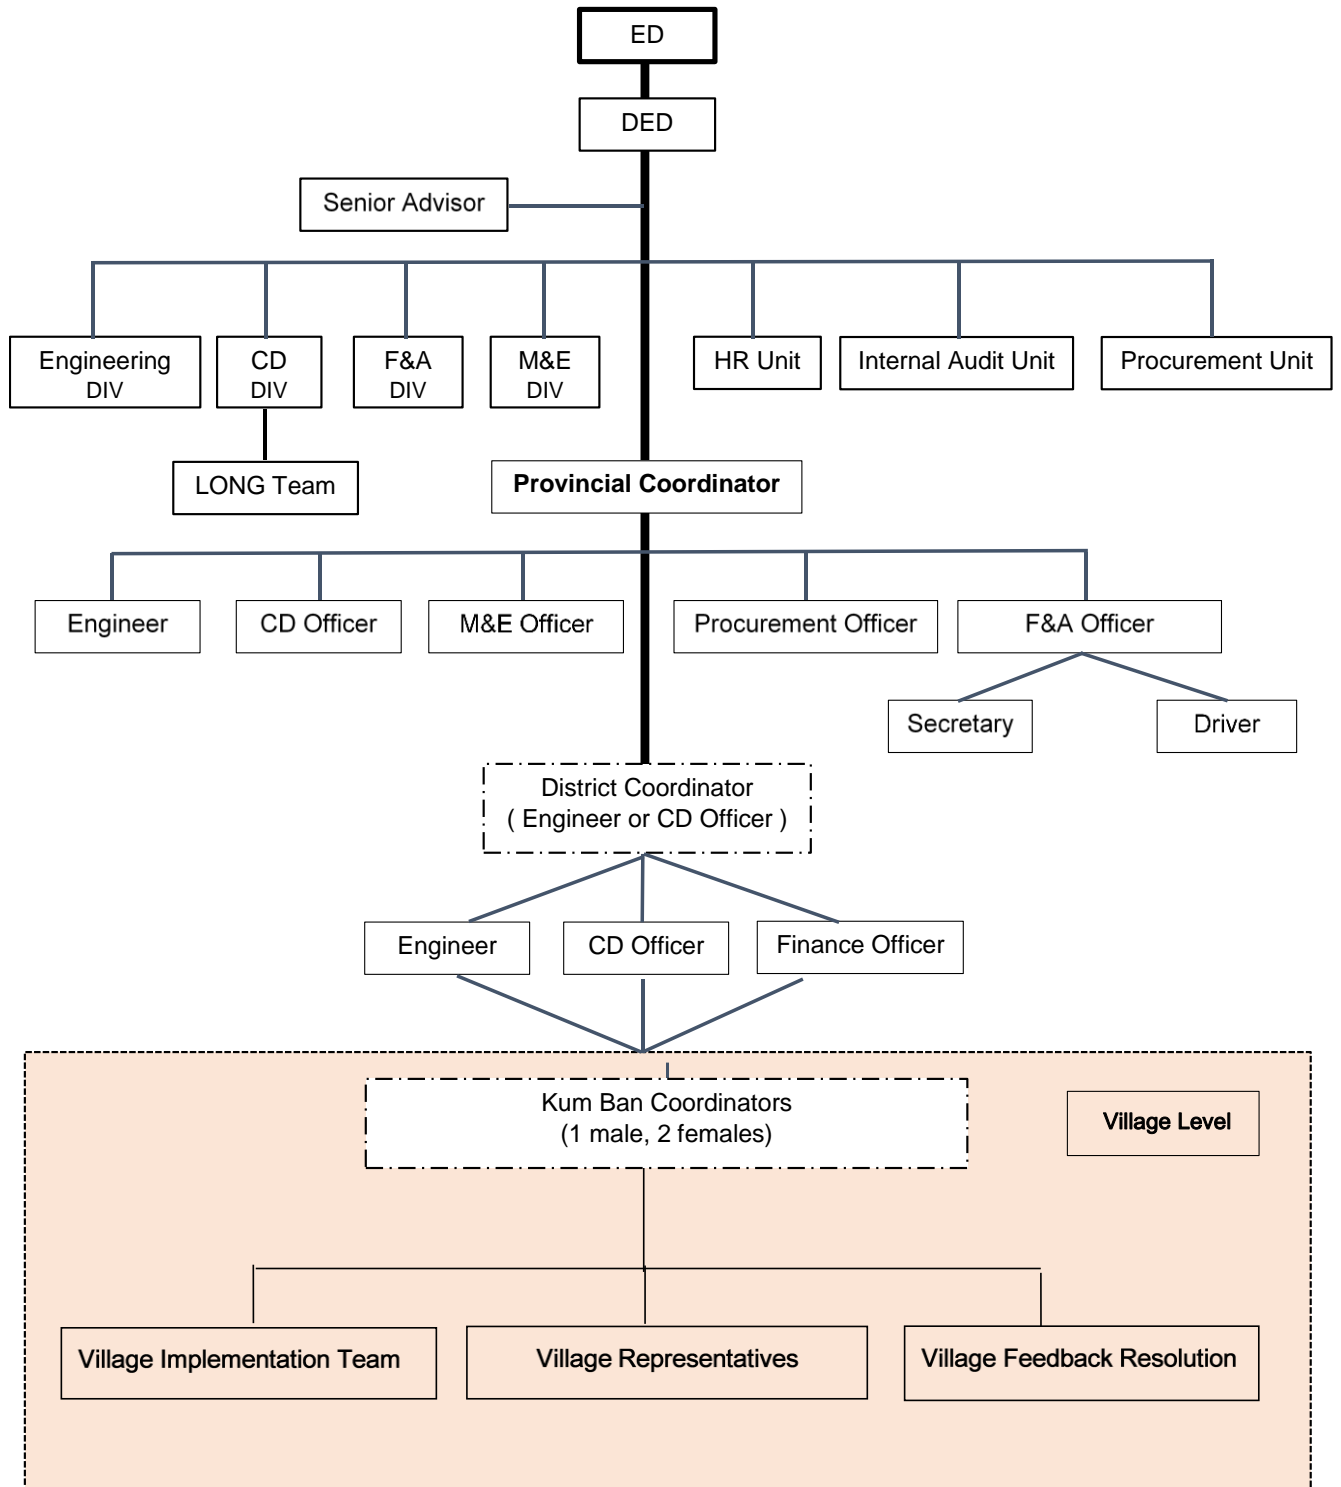 ED
DED
Senior Advisor
Engineering
DIV
CD
DIV
F&A
DIV
M&E
DIV
HR Unit
Internal Audit Unit
Procurement Unit
LONG Team
Provincial Coordinator
Engineer
CD Officer
M&E Officer
Procurement Officer
F&A Officer
Secretary
Driver
District Coordinator
( Engineer or CD Officer )
Engineer
CD Officer
Finance Officer
Kum Ban Coordinators
(1 male, 2 females)
Village Level
Village Implementation Team
Village Representatives
Village Feedback Resolution